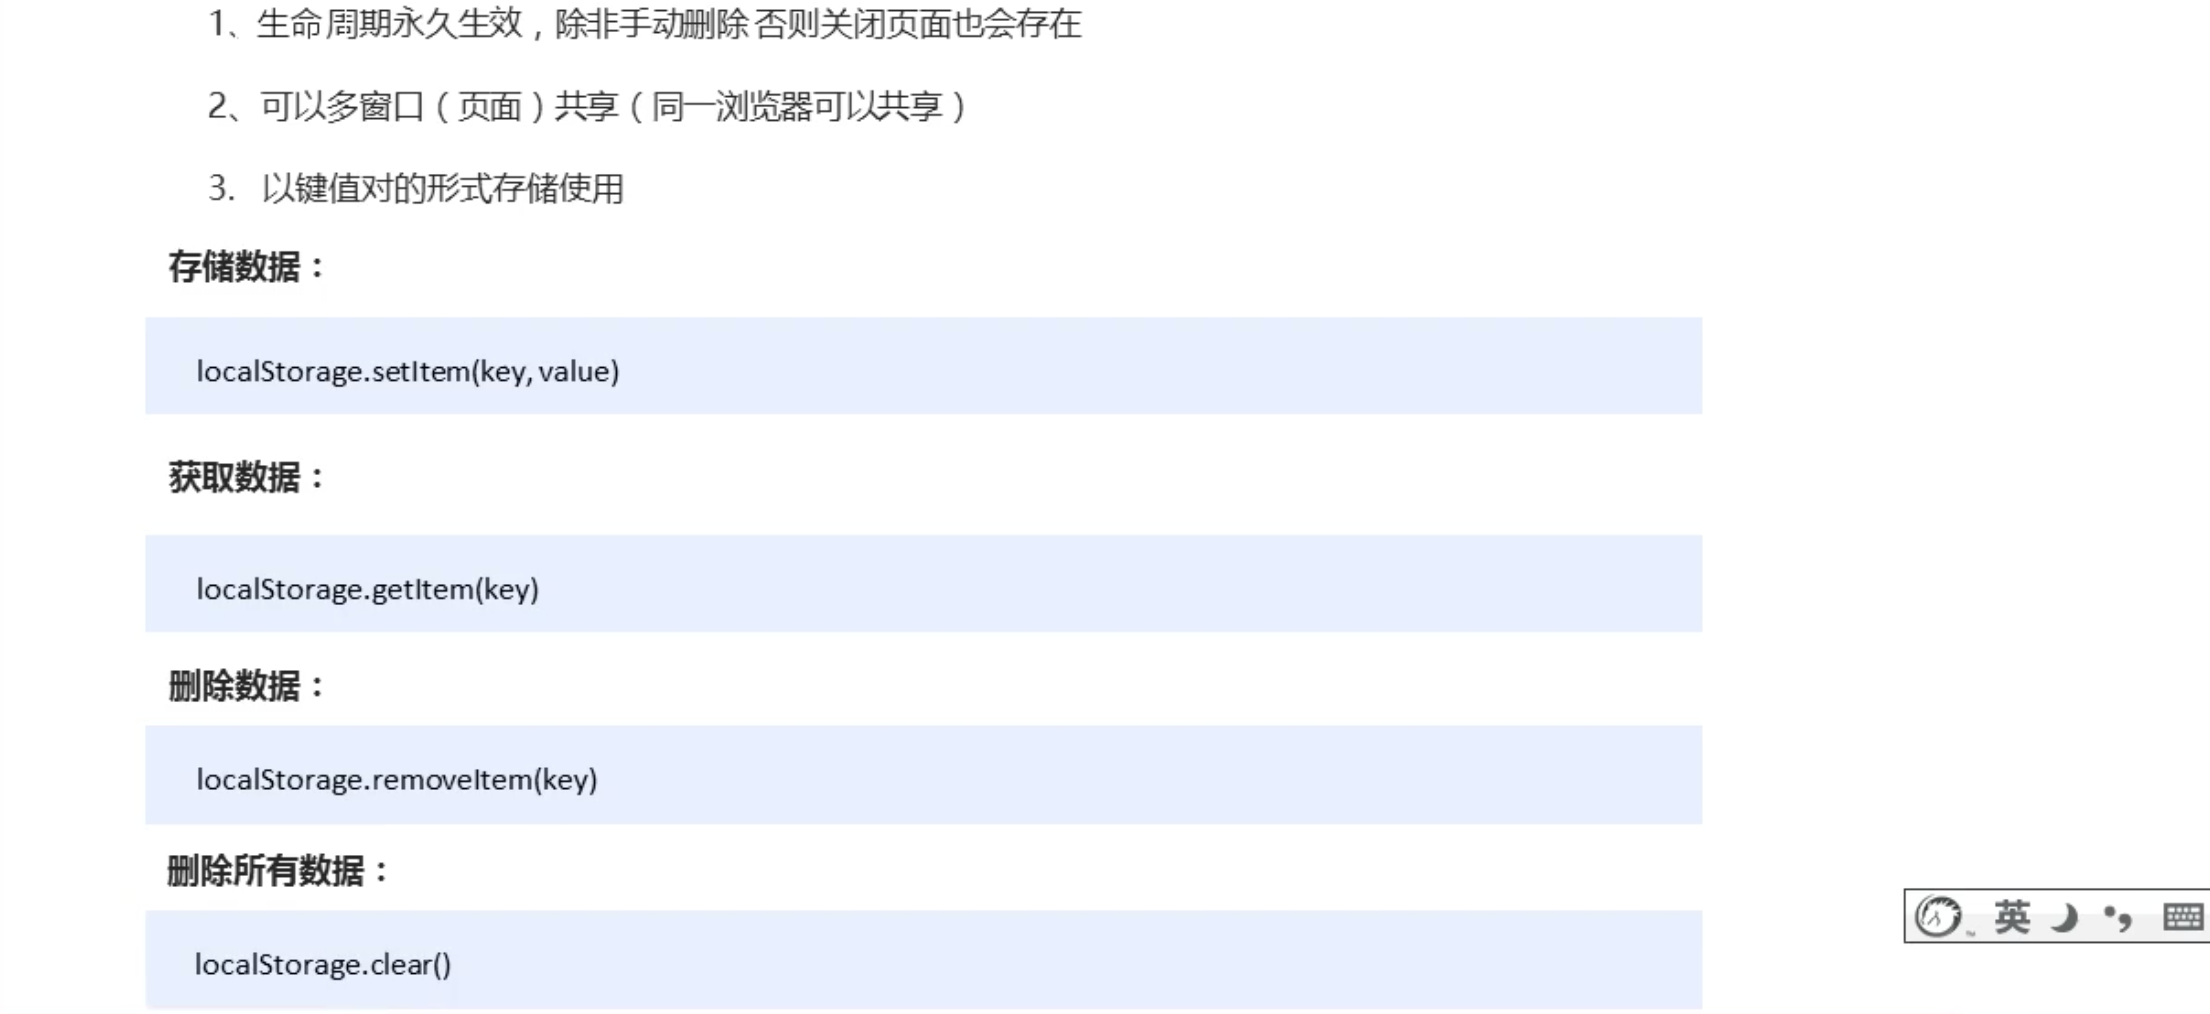 1、生命周期永久生效，除非手动删除 否则关闭页面也会存在
2、可以多窗口（页面）共享（同一浏览器可以共享）
3. 以键值对的形式存储使用
存储数据：
localStorage.setItem(key, value)
获取数据：
localStorage.getItem(key)
删除数据：
localStorage.removeItem(key)
删除所有数据：
localStorage.clear()
英